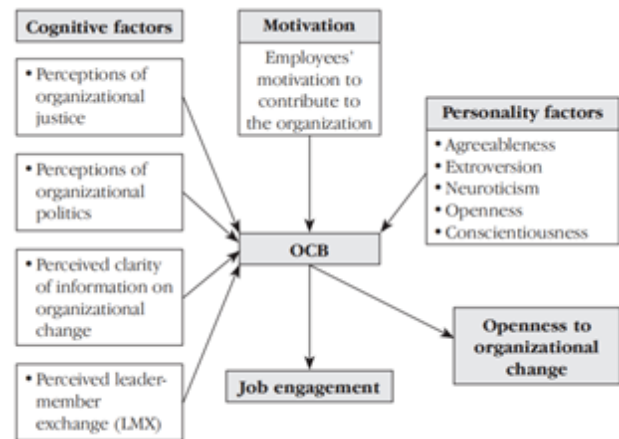 Cognitive factors
• Perceptions of
organizational
justice
• Perceptions of
organizational
politics
• Perceived clarity
of information on
organizational
change
• Perceived leader-
member
exchange (LMX)
Motivation
Employees'
motivation to
contribute to
the organization
Personality factors
• Agreeableness
• Extroversion
• Neuroticism
• Openness
• Conscientiousness
OCB
Job engagement
Openness to
organizational
change